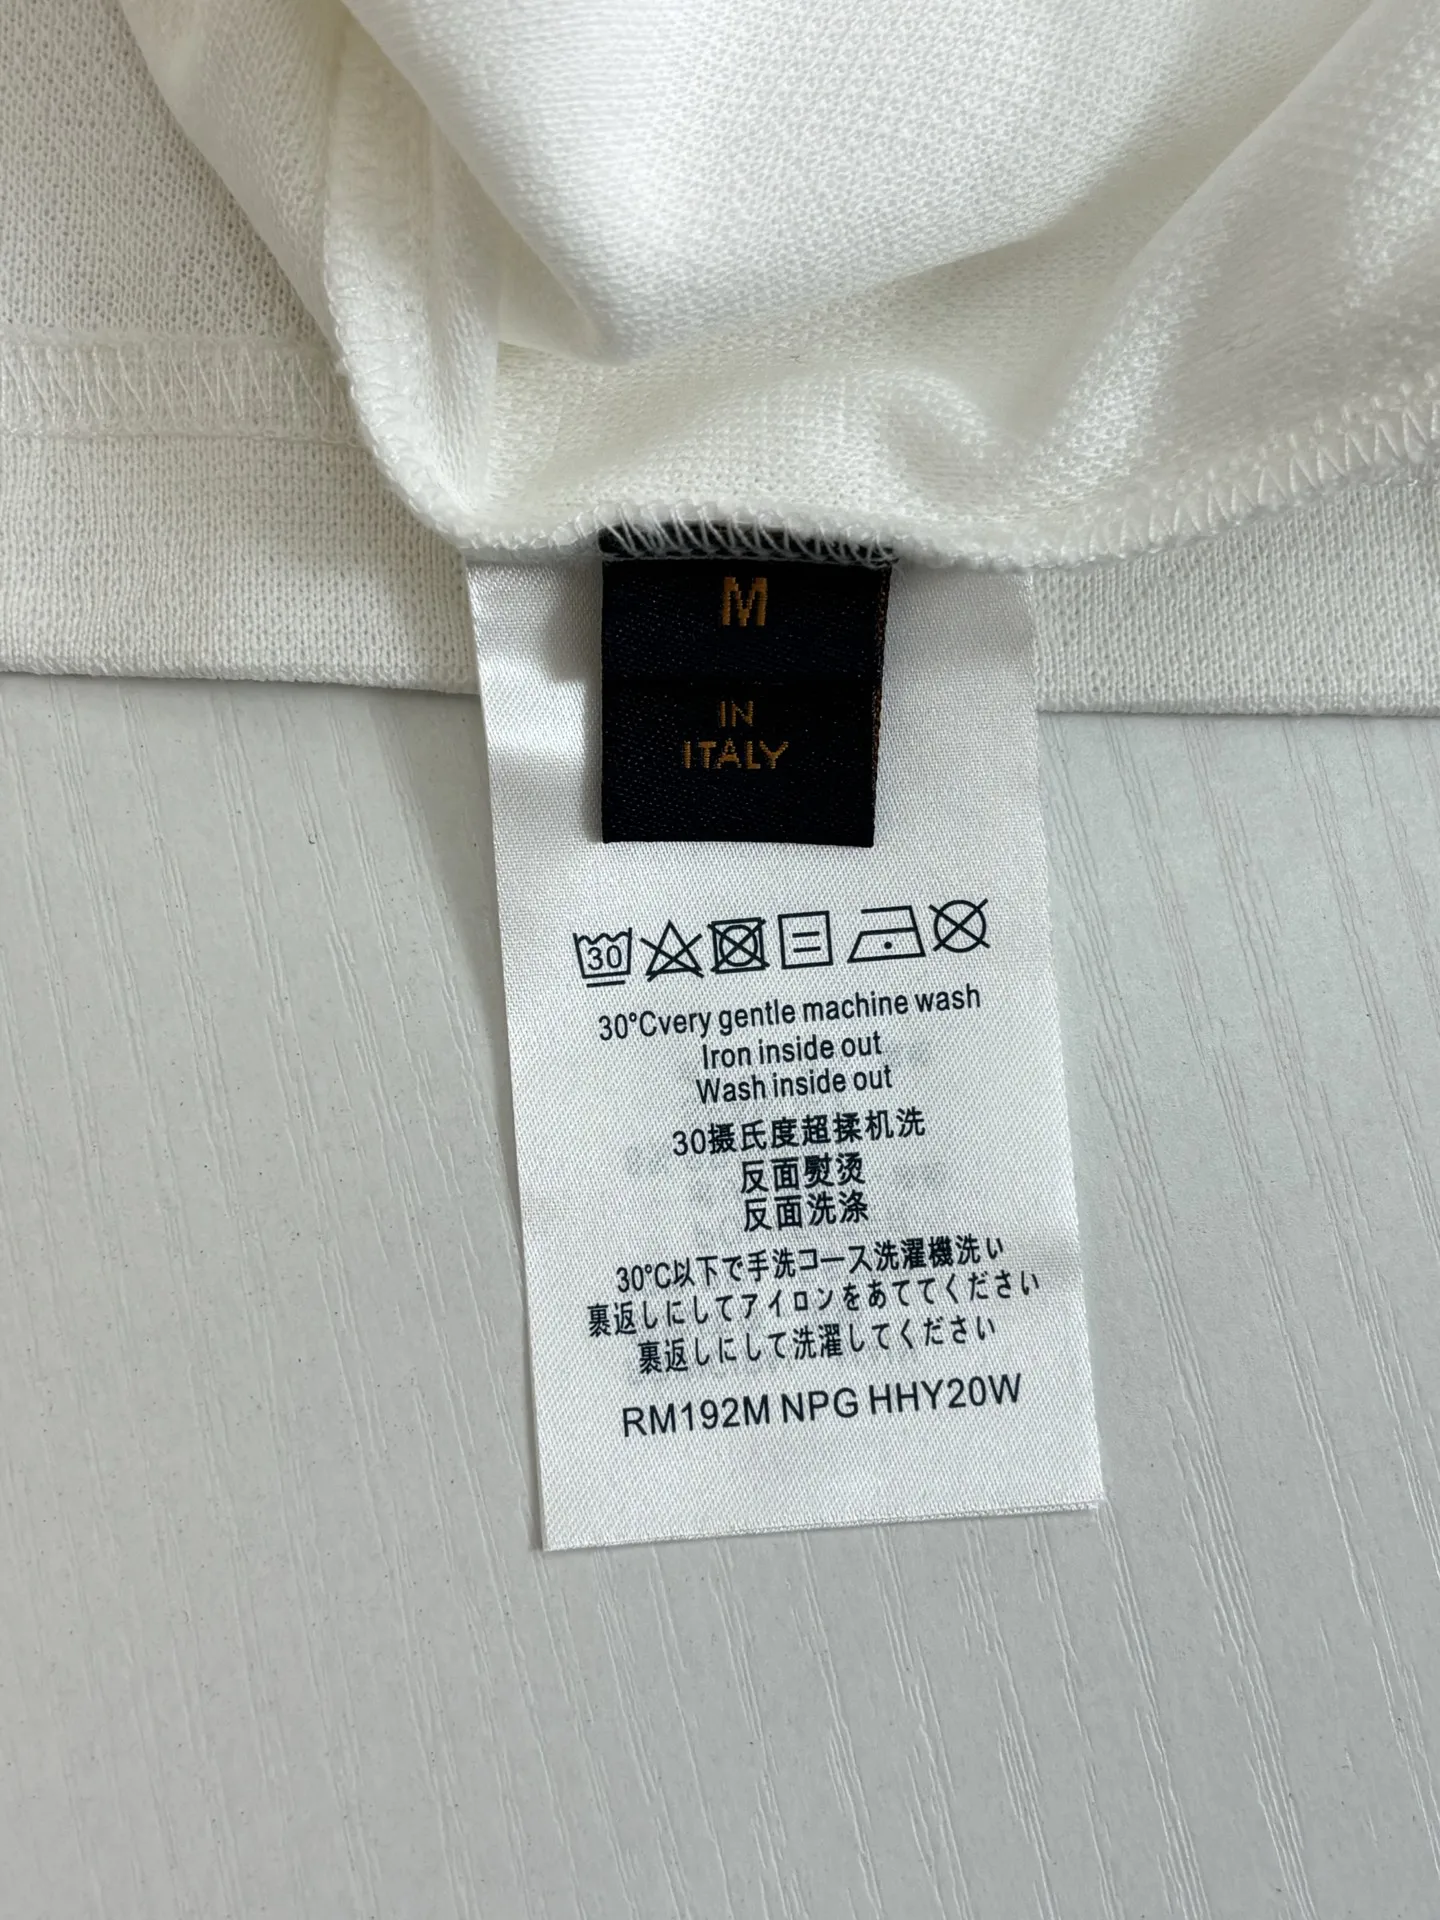 M
IN
ITALY
30
30°Cvery gentle machine wash
Iron inside out
Wash inside out
30摄氏度超揉机洗
反面熨烫
反面洗涤
30°C以下で手洗コース洗濯機洗い
裏返しにしてアイロンをあててください
裏返しにして洗濯してください
RM192M NPG HHY20W